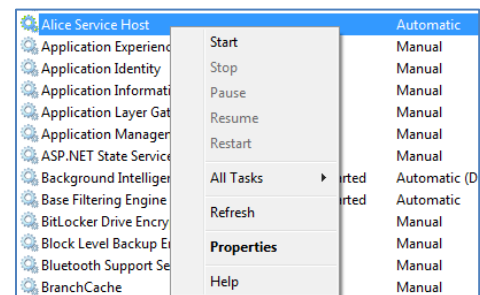 Alice Service Host Automatic
Application Experienc Start Manual
Application Identity Stop Manual
Application Informati Pause Manual
Application Layer Gat Resume Manual
Application Manager Restart Manual
ASP.NET State Service Manual
Background Intelliger All Tasks rted Automatic (D
Base Filtering Engine rted Automatic
BitLocker Drive Encry Refresh Manual
Block Level Backup En Properties Manual
Bluetooth Support Se Manual
BranchCache Help Manual